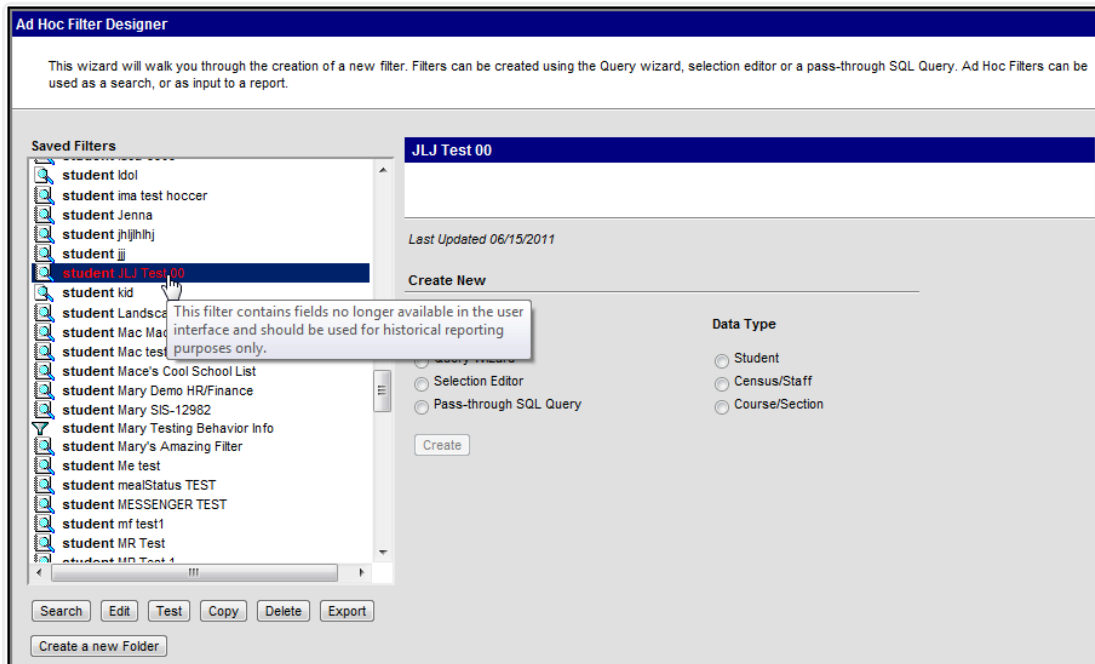 Ad Hoc Filter Designer
This wizard will walk you through the creation of a new filter. Filters can be created using the Query wizard, selection editor or a pass-through SQL Query. Ad Hoc Filters can be
used as a search, or as input to a report.
Saved Filters
student Idol
student ima test hoccer
student Jenna
student jhljlhlhj
student jjj
student JLJ Test 00
student kid
student Landsca
student Mac Mac
student Mac test
student Mace's Cool School List
student Mary Demo HR/Finance
student Mary SIS-12982
student Mary Testing Behavior Info
student Mary's Amazing Filter
student Me test
student mealStatus TEST
student MESSENGER TEST
student mf test1
student MR Test
student MR Test 1
Search Edit Test Copy Delete Export
Create a new Folder
This filter contains fields no longer available in the user
interface and should be used for historical reporting
purposes only.
JLJ Test 00
Last Updated 06/15/2011
Create New
Query Wizard
Selection Editor
Pass-through SQL Query
Create
Data Type
Student
Census/Staff
Course/Section